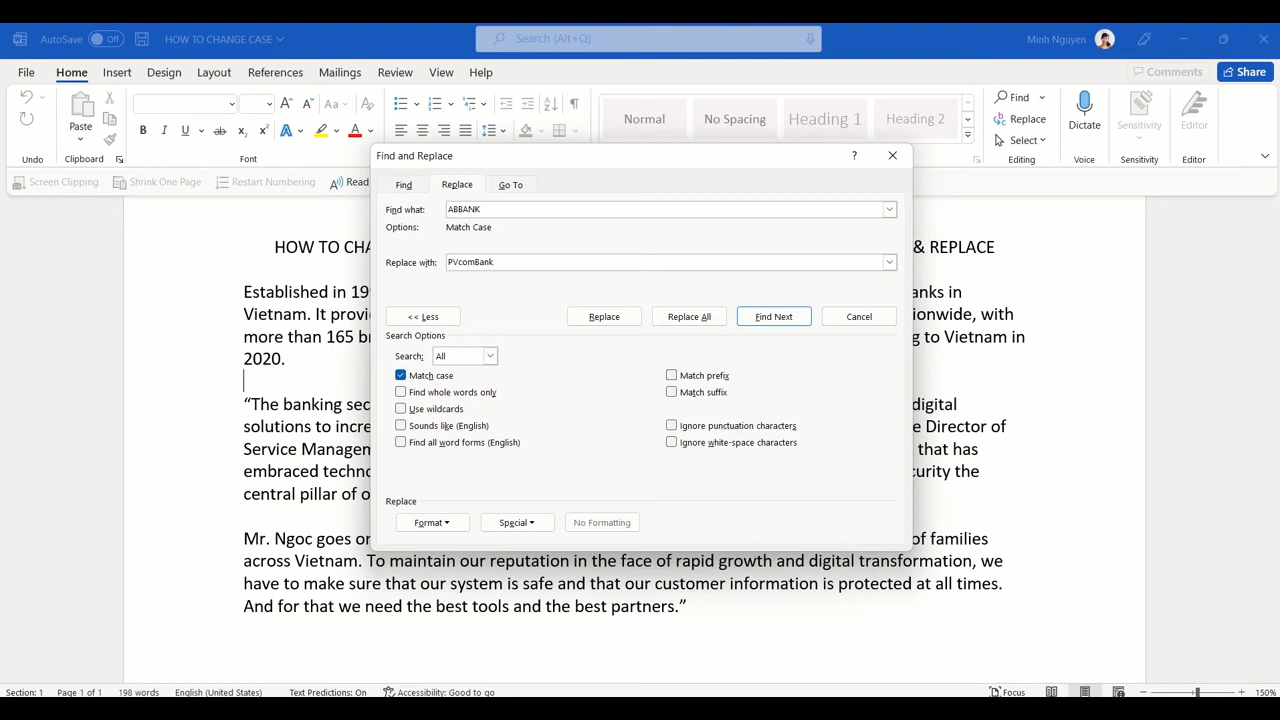 AutoSave Off HOW TO CHANGE CASE Search (Alt+Q) Minh Nguyen
File Home Insert Design Layout References Mailings Review View Help Comments Share
Paste Aa Normal No Spacing Heading 1 Heading 2 Find Dictate Sensitivity Editor
Replace
B I U ab x₂ x² A A Select
Undo Clipboard Font Editing Voice Sensitivity Editor
Screen Clipping Shrink One Page Restart Numbering Read
Find and Replace ?
Find Replace Go To
Find what: ABBANK
Options: Match Case
Replace with: PVcomBank
<< Less Replace Replace All Find Next Cancel
Search Options
Search: All
Match case Match prefix
Find whole words only Match suffix
Use wildcards
Sounds like (English) Ignore punctuation characters
Find all word forms (English) Ignore white-space characters
Replace
Format Special No Formatting
HOW TO CHA & REPLACE
Established in 19 anks in
Vietnam. It provi ionwide, with
more than 165 br g to Vietnam in
2020.
“The banking sec digital
solutions to incre e Director of
Service Managem that has
embraced techno curity the
central pillar of o
Mr. Ngoc goes on of families
across Vietnam. To maintain our reputation in the face of rapid growth and digital transformation, we
have to make sure that our system is safe and that our customer information is protected at all times.
And for that we need the best tools and the best partners.”
Section: 1 Page 1 of 1 198 words English (United States) Text Predictions: On Accessibility: Good to go Focus 150%